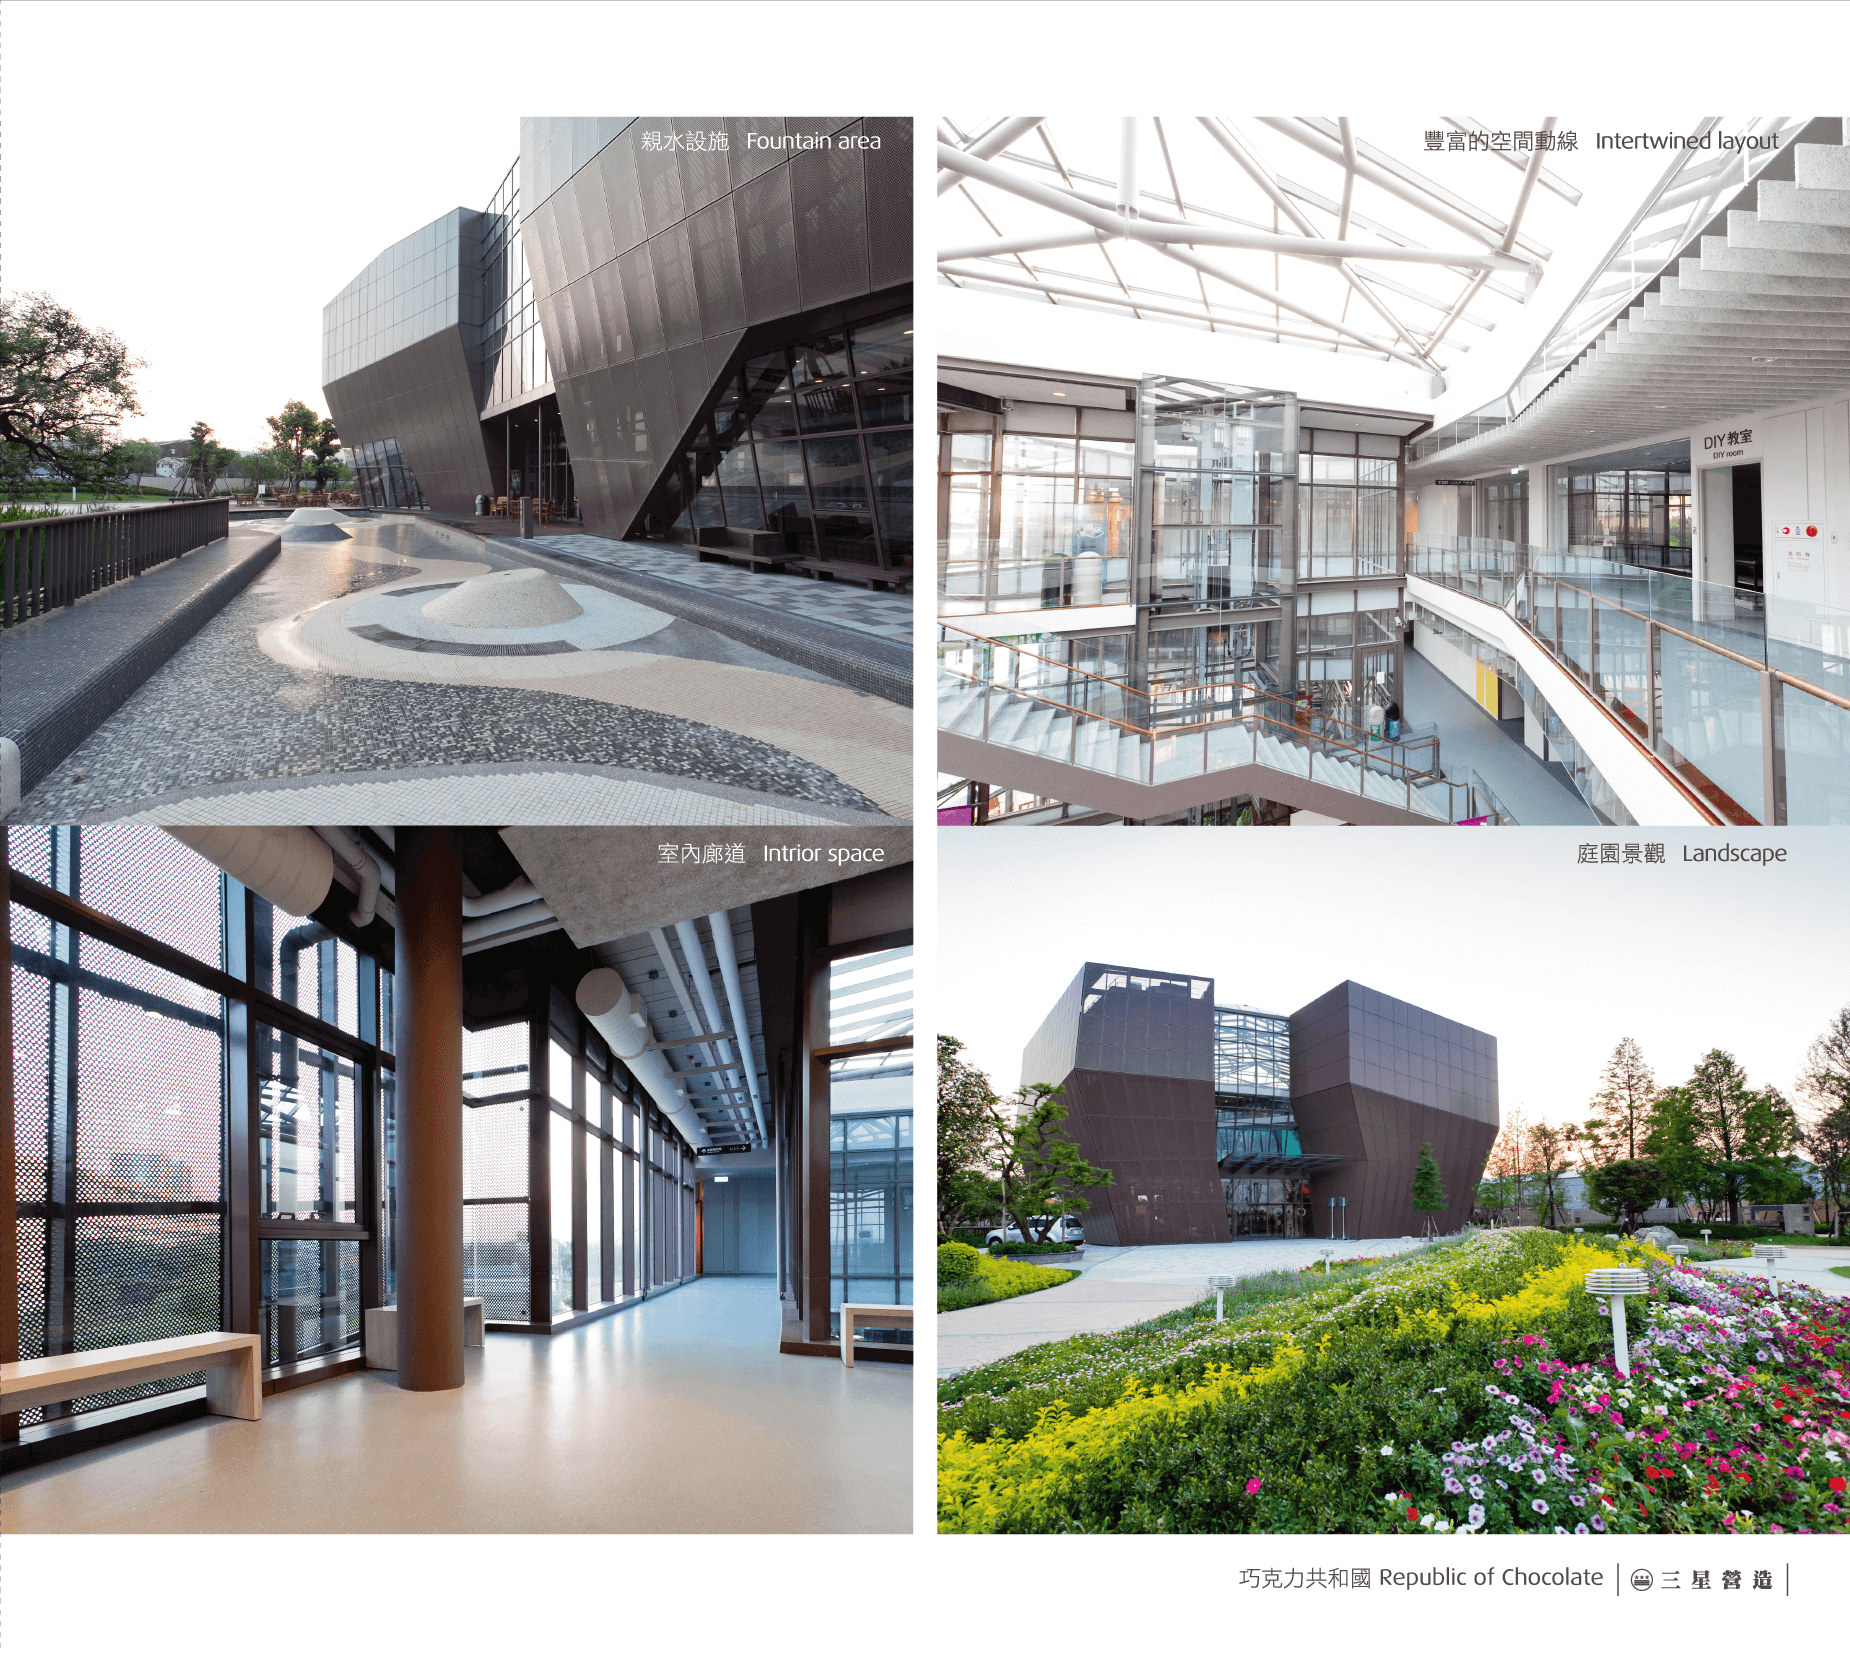 親水設施 Fountain area
豐富的空間動線 Intertwined layout
DIY教室
DIY room
室內廊道 Intrior space
庭園景觀 Landscape
巧克力共和國 Republic of Chocolate
三星營造